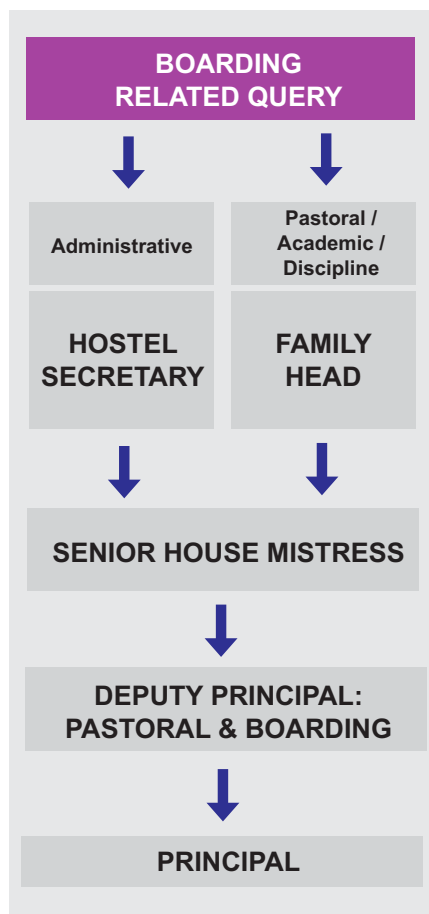 BOARDING
RELATED QUERY
Administrative
Pastoral /
Academic /
Discipline
HOSTEL
SECRETARY
FAMILY
HEAD
SENIOR HOUSE MISTRESS
DEPUTY PRINCIPAL:
PASTORAL & BOARDING
PRINCIPAL